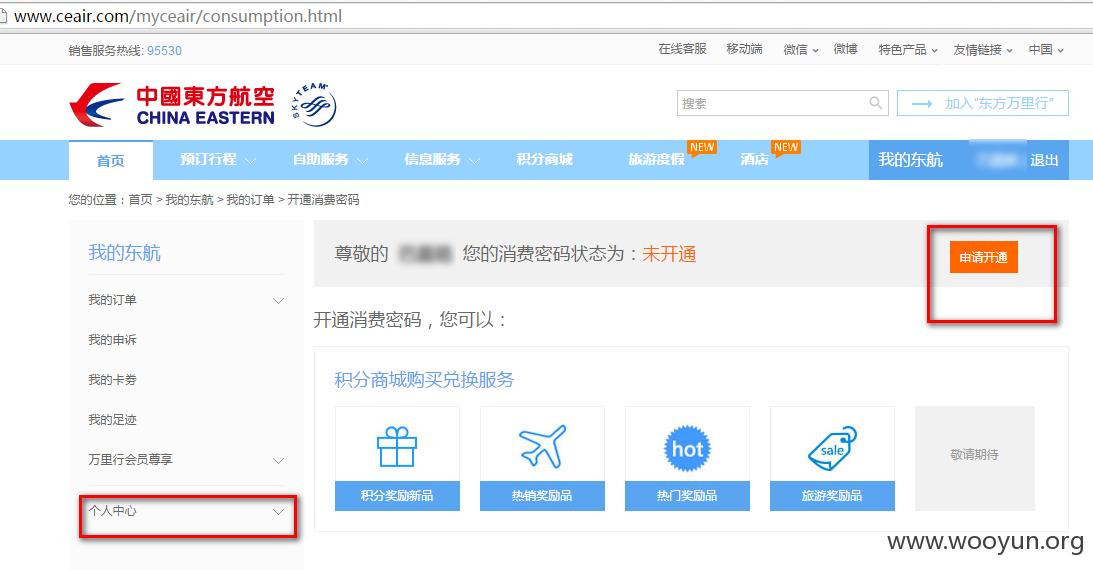 www.ceair.com/myceair/consumption.html
销售服务热线: 95530 在线客服 移动端 微信 微博 特色产品 友情链接 中国
中國東方航空
CHINA EASTERN
SKYTEAM
搜索
加入“东方万里行”
首页 预订行程 自助服务 信息服务 积分商城 旅游度假 NEW 酒店 NEW 我的东航 退出
您的位置：首页 > 我的东航 > 我的订单 > 开通消费密码
我的东航
我的订单
我的申诉
我的卡券
我的足迹
万里行会员尊享
个人中心
尊敬的 您的消费密码状态为：未开通
申请开通
开通消费密码，您可以：
积分商城购买兑换服务
hot
sale
积分奖励新品 热销奖励品 热门奖励品 旅游奖励品 敬请期待
www.wooyun.org